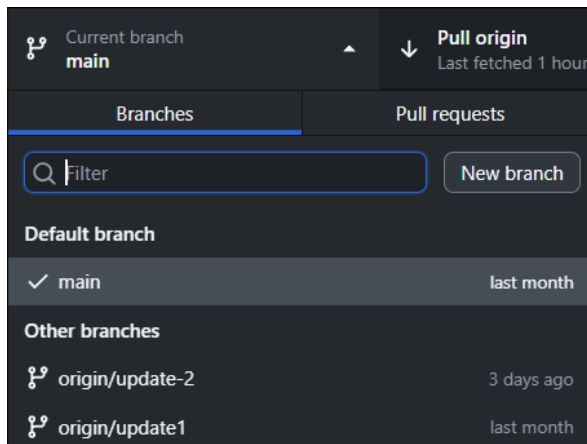 Current branch
main
Pull origin
Last fetched 1 hour
Branches
Pull requests
Filter
New branch
Default branch
main
last month
Other branches
origin/update-2
3 days ago
origin/update1
last month